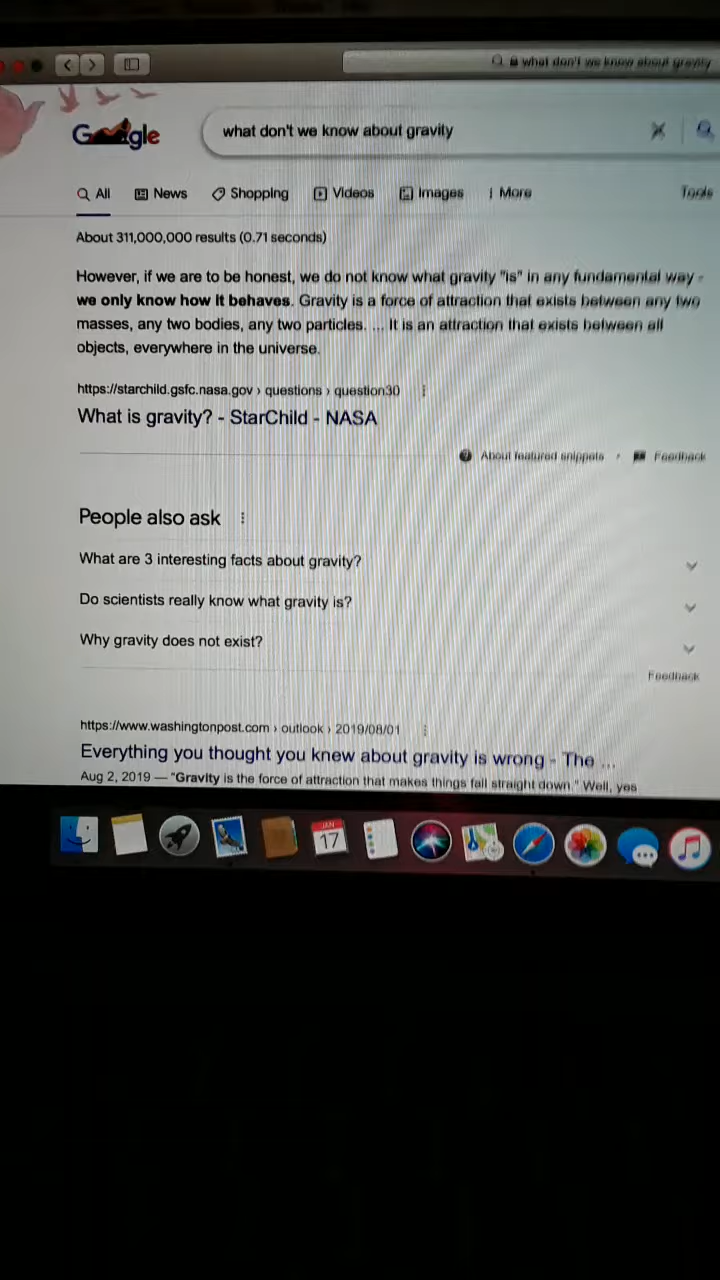 what don't we know about gravity
Google
what don't we know about gravity
All News Shopping Videos Images More Tools
About 311,000,000 results (0.71 seconds)
However, if we are to be honest, we do not know what gravity "is" in any fundamental way -
we only know how it behaves. Gravity is a force of attraction that exists between any two
masses, any two bodies, any two particles. ... It is an attraction that exists between all
objects, everywhere in the universe.
https://starchild.gsfc.nasa.gov › questions › question30
What is gravity? - StarChild - NASA
About featured snippets • Feedback
People also ask
What are 3 interesting facts about gravity?
Do scientists really know what gravity is?
Why gravity does not exist?
Feedback
https://www.washingtonpost.com › outlook › 2019/08/01
Everything you thought you knew about gravity is wrong - The ...
Aug 2, 2019 — "Gravity is the force of attraction that makes things fall straight down." Well, yes
JAN
17